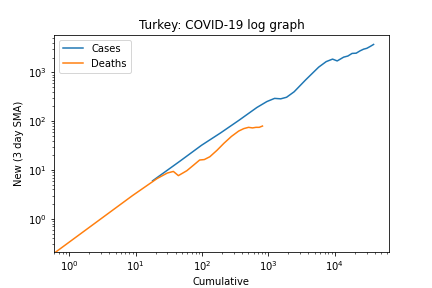 Turkey: COVID-19 log graph
Cases
Deaths
New (3 day SMA)
10³
10²
10¹
10⁰
10⁰ 10¹ 10² 10³ 10⁴
Cumulative